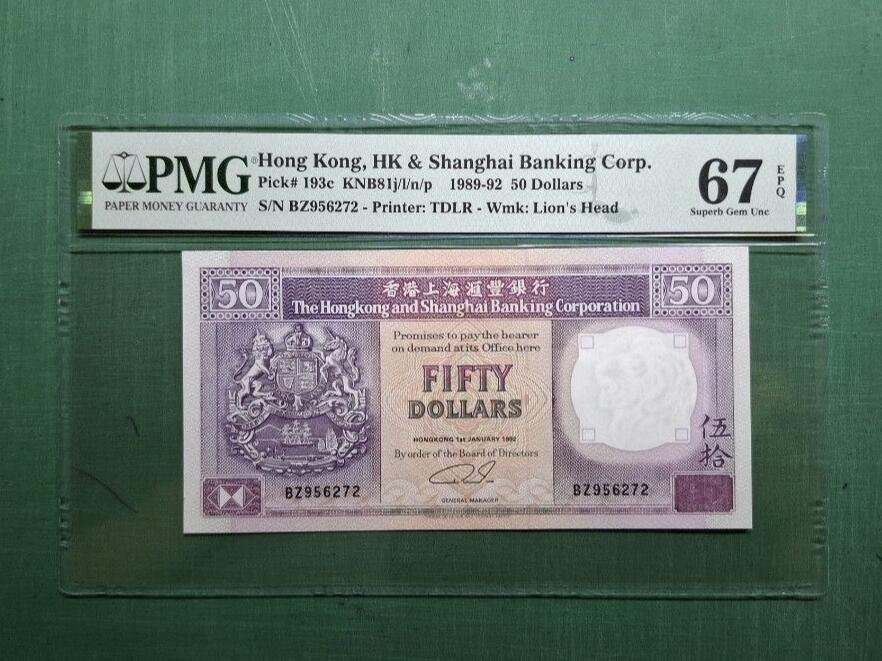 PMG
PAPER MONEY GUARANTY
Hong Kong, HK & Shanghai Banking Corp.
Pick# 193c KNB81j/l/n/p 1989-92 50 Dollars
S/N BZ956272 - Printer: TDLR - Wmk: Lion's Head
67
EPQ
Superb Gem Unc
50
香港上海滙豐銀行
50
The Hongkong and Shanghai Banking Corporation
Promises to pay the bearer
on demand at its Office here
FIFTY
DOLLARS
HONGKONG 1st JANUARY 1992
By order of the Board of Directors
GENERAL MANAGER
BZ956272
BZ956272
伍拾